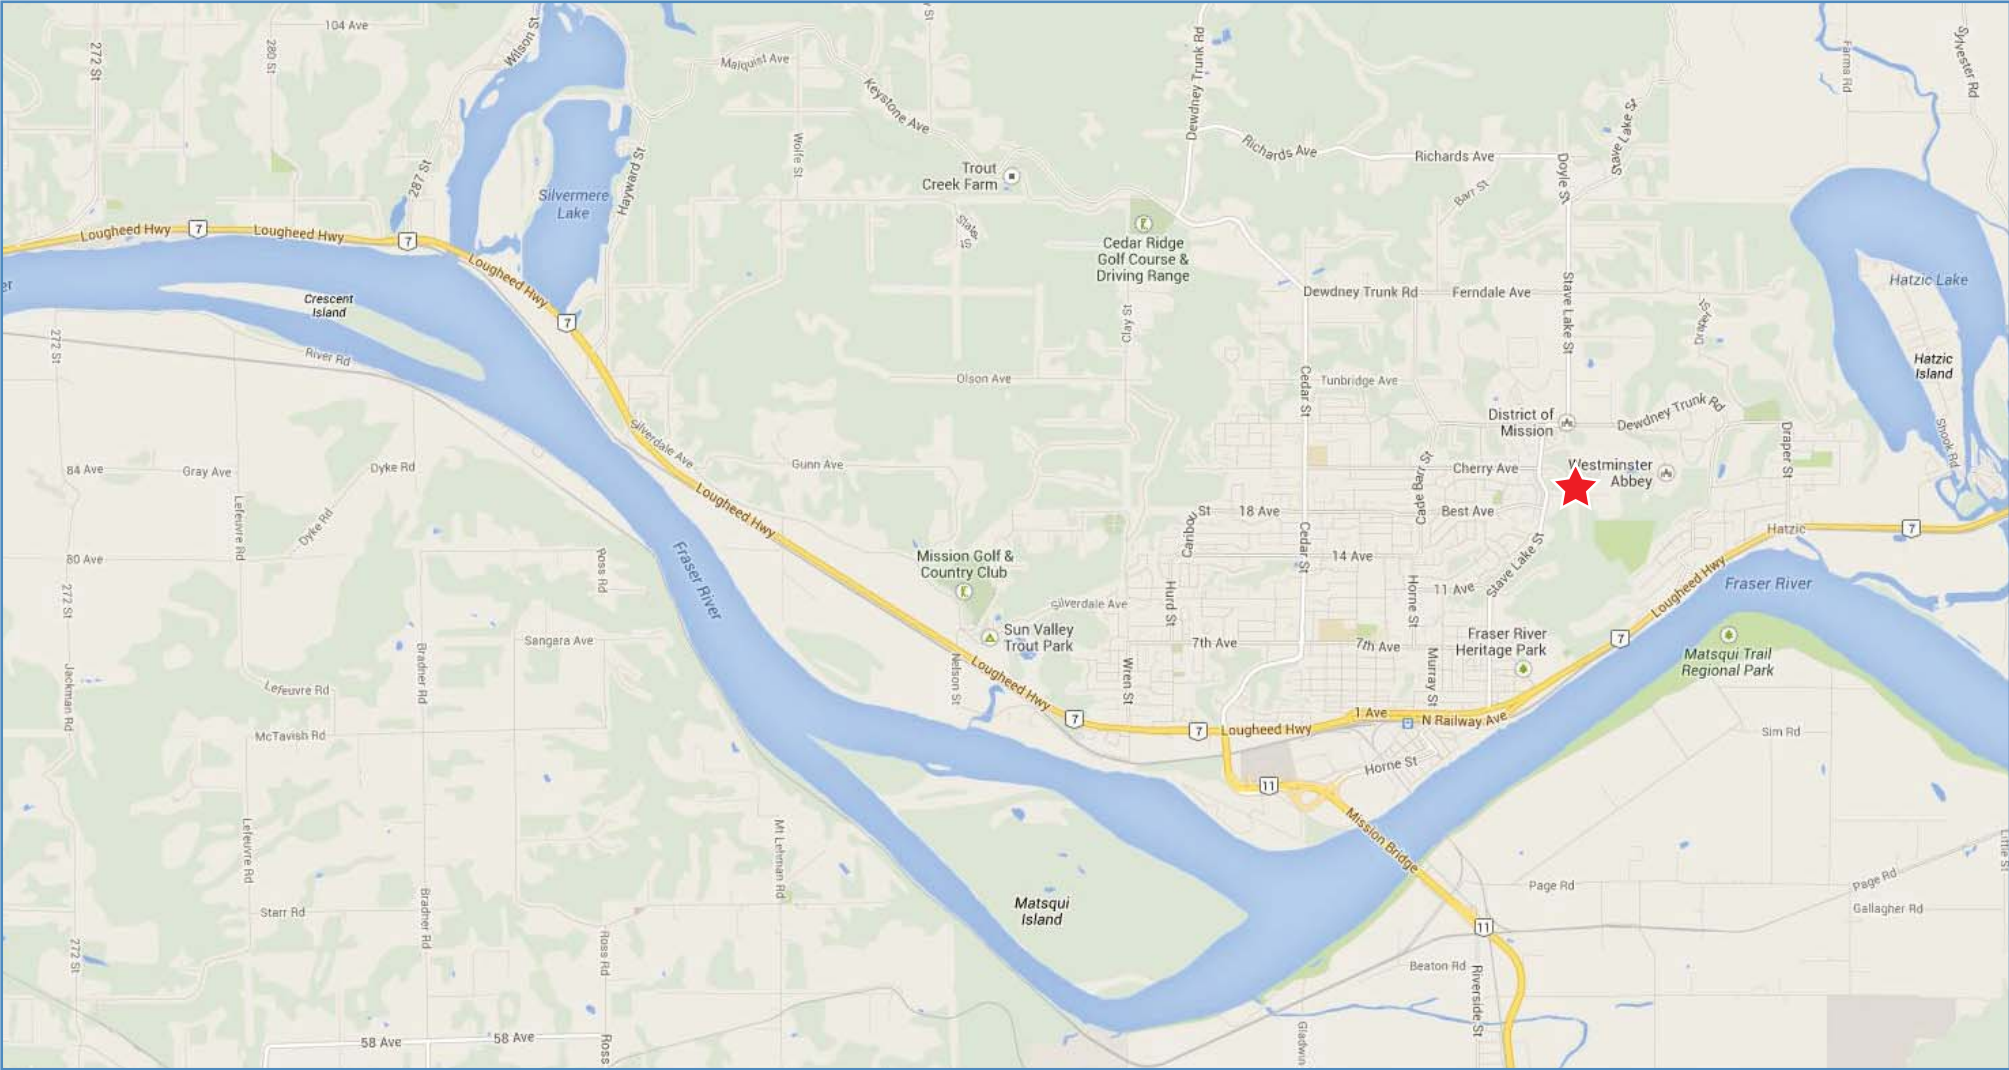 104 Ave
Wilson St
272 St
280 St
Malquist Ave
Keystone Ave
Dewdney Trunk Rd
Farms Rd
Sylvester Rd
St
Stave Lake St
Richards Ave
Richards Ave
Doyle St
Wolfe St
Hayward St
287 St
Trout
Creek Farm
Barr St
Silvermere
Lake
Lougheed Hwy
7
Lougheed Hwy
7
Lougheed Hwy
7
Cedar Ridge
Golf Course &
Driving Range
Dewdney Trunk Rd
Ferndale Ave
Hatzic Lake
er
Crescent
Island
Clay St
Stave Lake St
Draper St
272 St
River Rd
Olson Ave
Cedar St
Tunbridge Ave
Hatzic
Island
District of
Mission
Dewdney Trunk Rd
Silverdale Ave
Draper St
Shook Rd
84 Ave
Gray Ave
Dyke Rd
Gunn Ave
Cherry Ave
Westminster
Abbey
Lougheed Hwy
Cade Barr St
Lefeuvre Rd
Dyke Rd
Caribou St
18 Ave
Best Ave
Hatzic
7
80 Ave
Ross Rd
Fraser River
Mission Golf &
Country Club
Cedar St
14 Ave
Stave Lake St
Lougheed Hwy
Fraser River
272 St
Silverdale Ave
Hurd St
Horne St
11 Ave
Bradner Rd
Sangara Ave
Sun Valley
Trout Park
7th Ave
7th Ave
Fraser River
Heritage Park
7
Matsqui Trail
Regional Park
Jackman Rd
Lefeuvre Rd
Nelson St
Lougheed Hwy
Wren St
Murray St
7
7
Lougheed Hwy
1 Ave
N Railway Ave
McTavish Rd
Sim Rd
Horne St
11
Mission Bridge
Lefeuvre Rd
Mt Lehman Rd
Page Rd
Page Rd
Starr Rd
Bradner Rd
Matsqui
Island
Gallagher Rd
11
272 St
Ross Rd
Beaton Rd
Riverside St
58 Ave
58 Ave
Ross
Gladwin